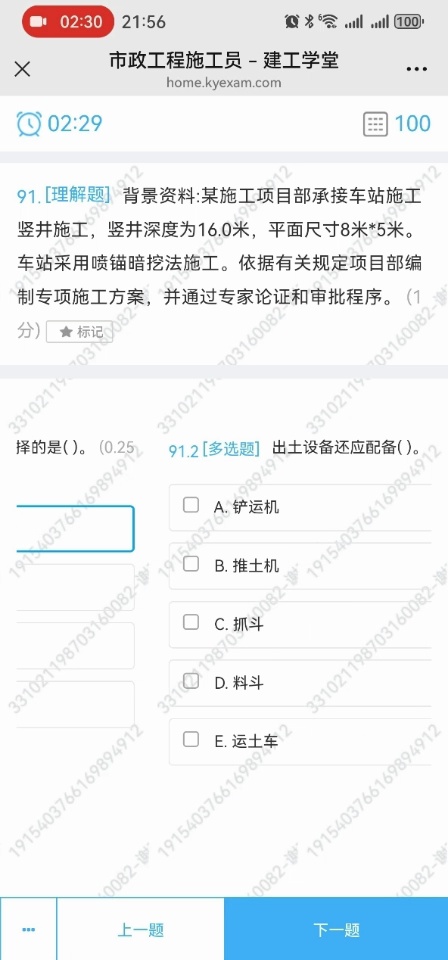 02:30 21:56 6 100
市政工程施工员 – 建工学堂
home.kyexam.com
02:29 100
91.[理解题] 背景资料:某施工项目部承接车站施工
竖井施工，竖井深度为16.0米，平面尺寸8米*5米。
车站采用喷锚暗挖法施工。依据有关规定项目部编
制专项施工方案，并通过专家论证和审批程序。(1
分) ★ 标记
择的是( )。 (0.25
91.2 [多选题] 出土设备还应配备( )。
A. 铲运机
B. 推土机
C. 抓斗
D. 料斗
E. 运土车
上一题
下一题